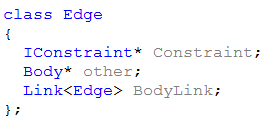 class Edge
{
  IConstraint* Constraint;
  Body* other;
  Link<Edge> BodyLink;
};